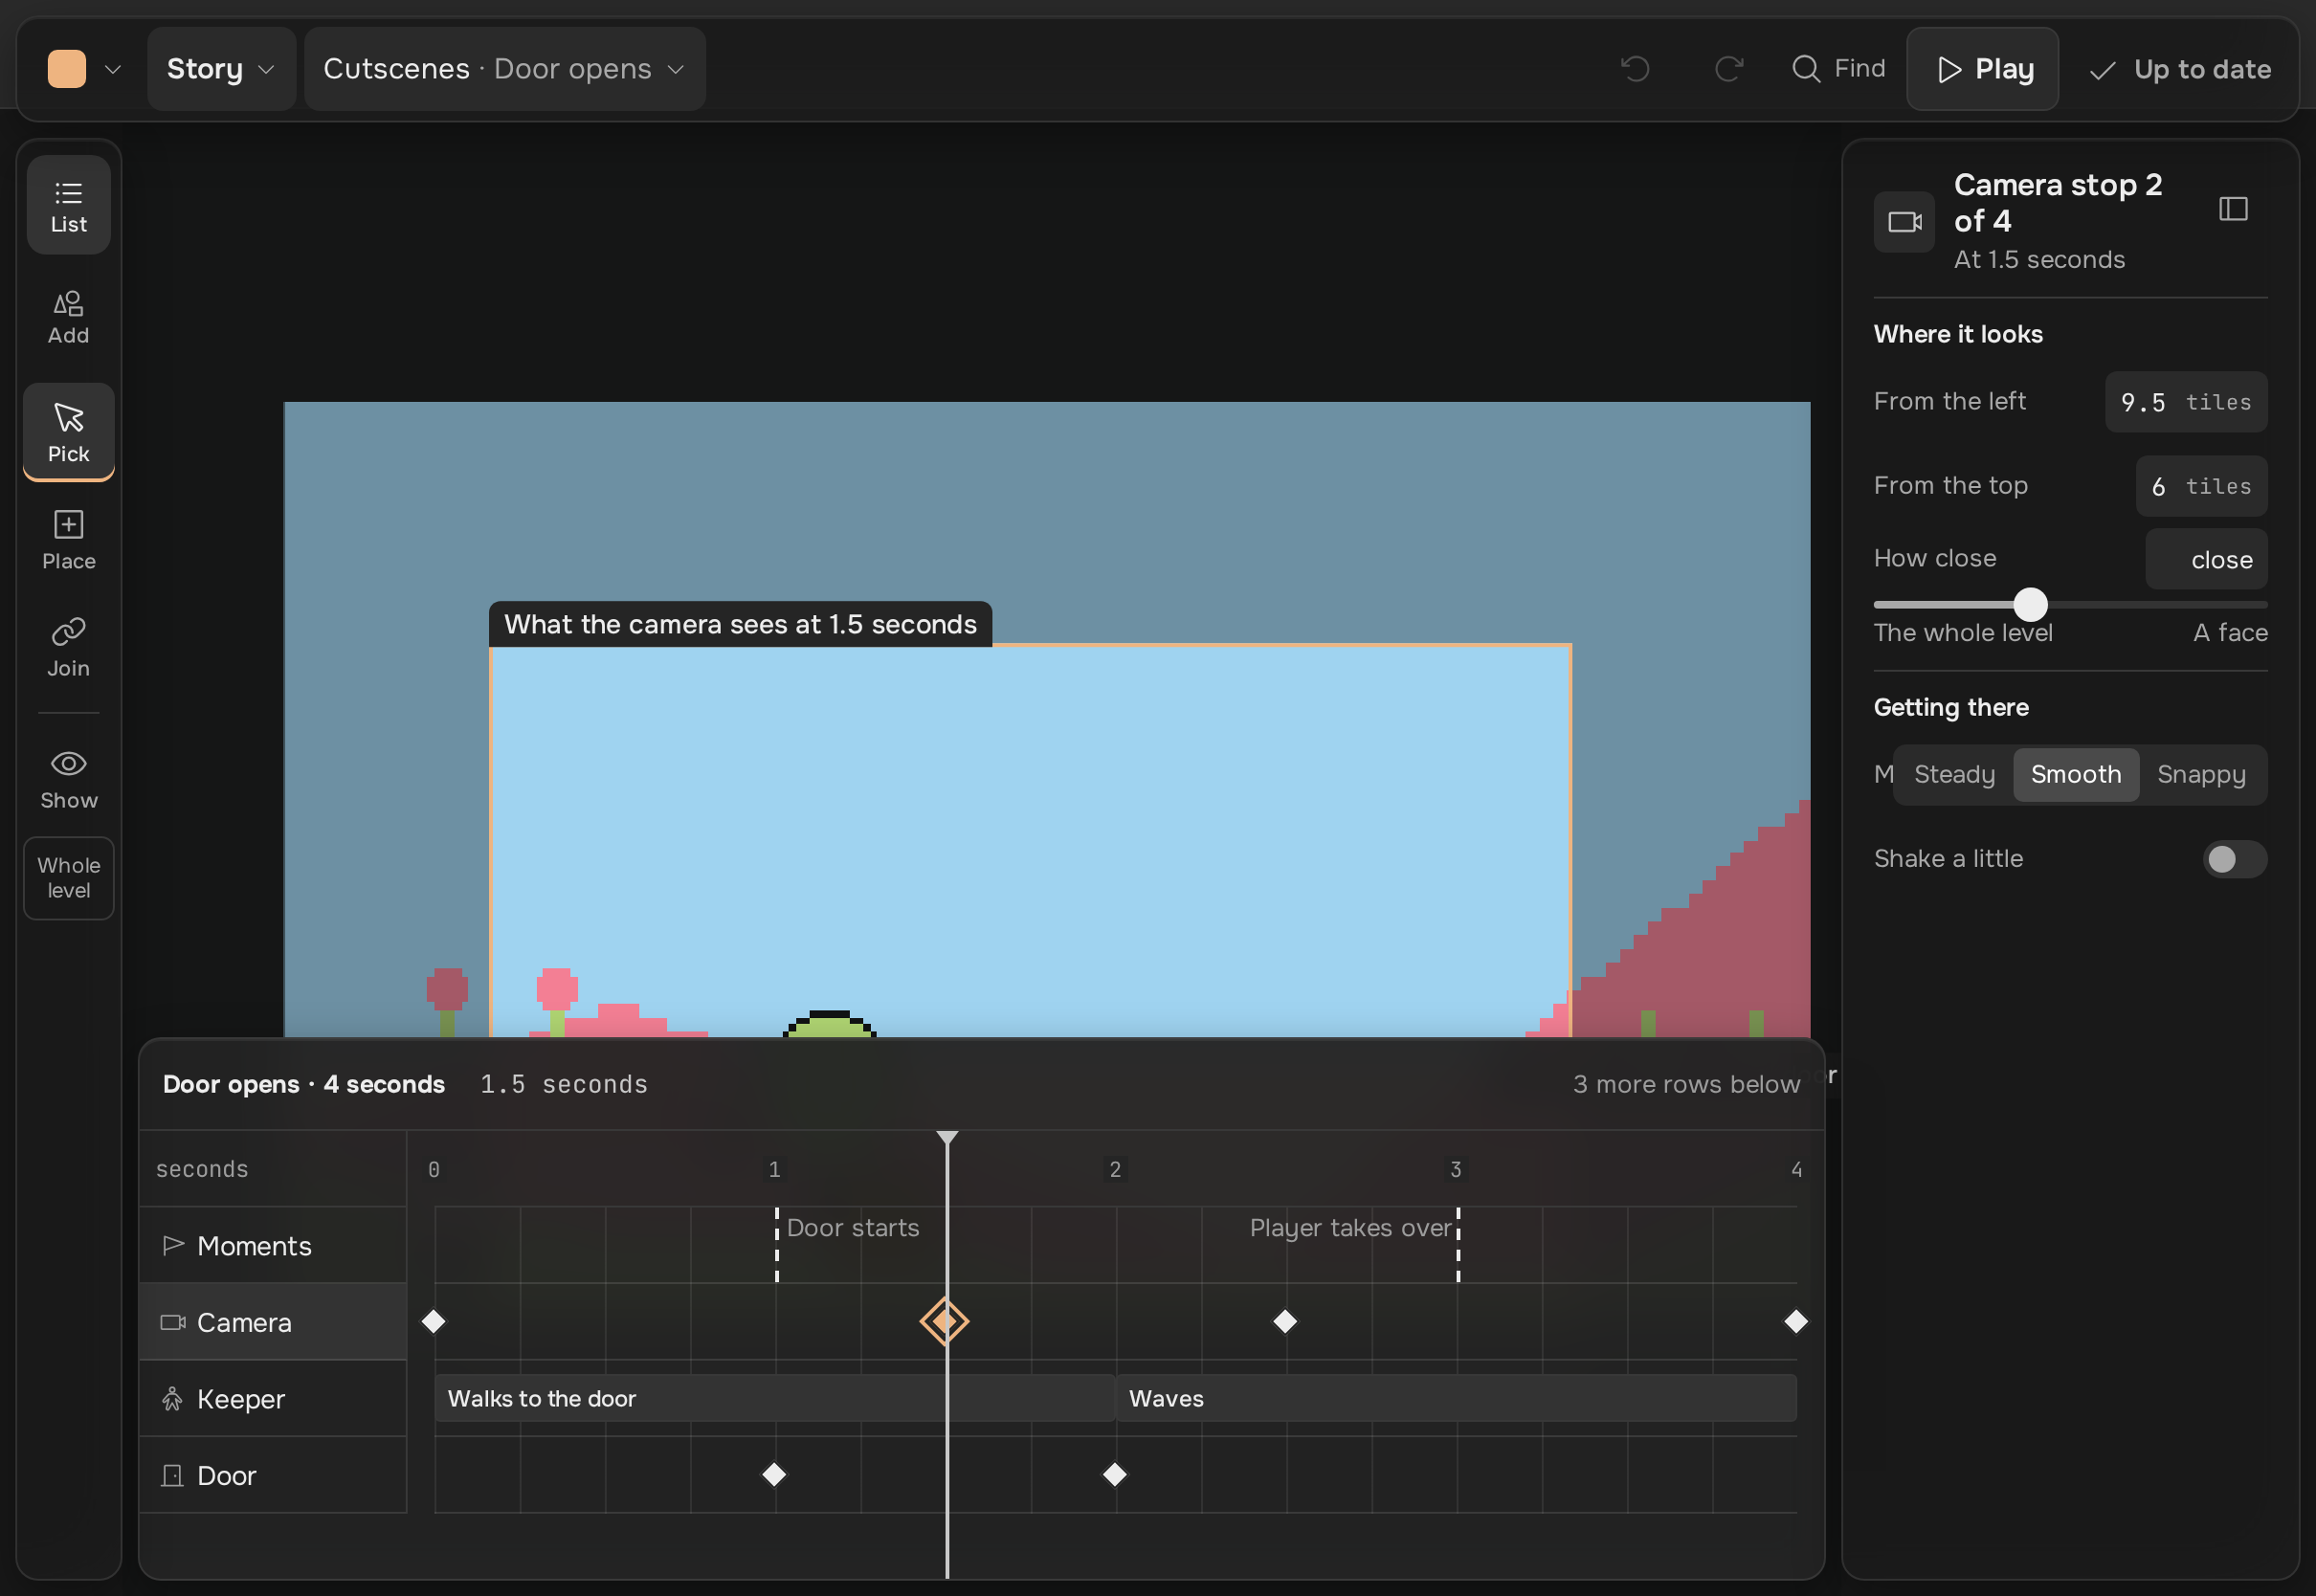 Story
Cutscenes · Door opens
Find
Play
Up to date
List
Add
Pick
Place
Join
Show
Whole
level
What the camera sees at 1.5 seconds
Camera stop 2
of 4
At 1.5 seconds
Where it looks
From the left
9.5 tiles
From the top
6 tiles
How close
close
The whole level
A face
Getting there
Steady
Smooth
Snappy
Shake a little
Door opens · 4 seconds
1.5 seconds
3 more rows below
seconds
0
1
2
3
4
Moments
Door starts
Player takes over
Camera
Keeper
Walks to the door
Waves
Door